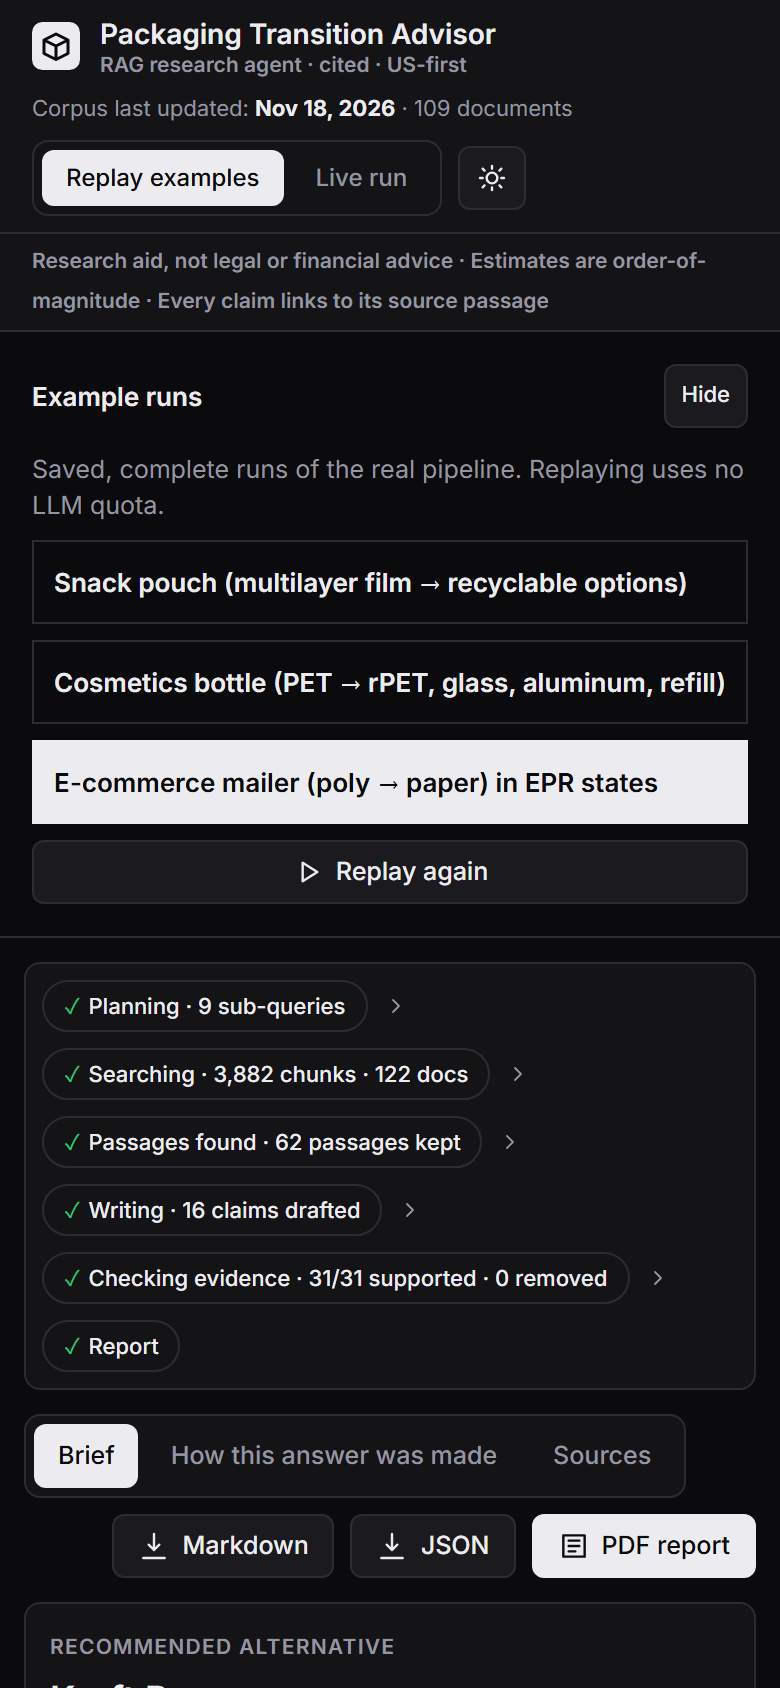 Packaging Transition Advisor
RAG research agent · cited · US-first
Corpus last updated: Nov 18, 2026 · 109 documents
Replay examples
Live run
Research aid, not legal or financial advice · Estimates are order-of-
magnitude · Every claim links to its source passage
Example runs
Hide
Saved, complete runs of the real pipeline. Replaying uses no
LLM quota.
Snack pouch (multilayer film → recyclable options)
Cosmetics bottle (PET → rPET, glass, aluminum, refill)
E-commerce mailer (poly → paper) in EPR states
Replay again
✓ Planning · 9 sub-queries
✓ Searching · 3,882 chunks · 122 docs
✓ Passages found · 62 passages kept
✓ Writing · 16 claims drafted
✓ Checking evidence · 31/31 supported · 0 removed
✓ Report
Brief
How this answer was made
Sources
Markdown
JSON
PDF report
RECOMMENDED ALTERNATIVE